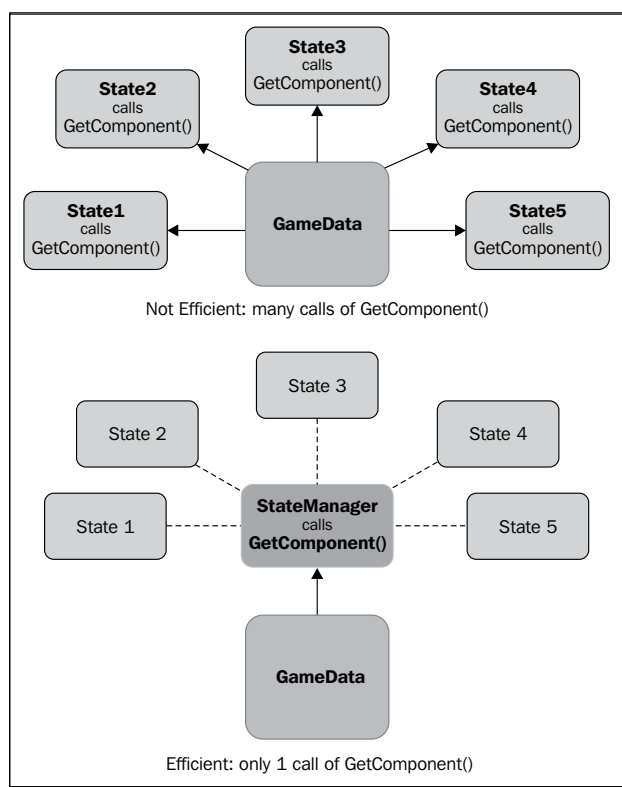 State3
calls
GetComponent()
State2
calls
GetComponent()
State4
calls
GetComponent()
State1
calls
GetComponent()
GameData
State5
calls
GetComponent()
Not Efficient: many calls of GetComponent()
State 3
State 2
State 4
State 1
StateManager
calls
GetComponent()
State 5
GameData
Efficient: only 1 call of GetComponent()